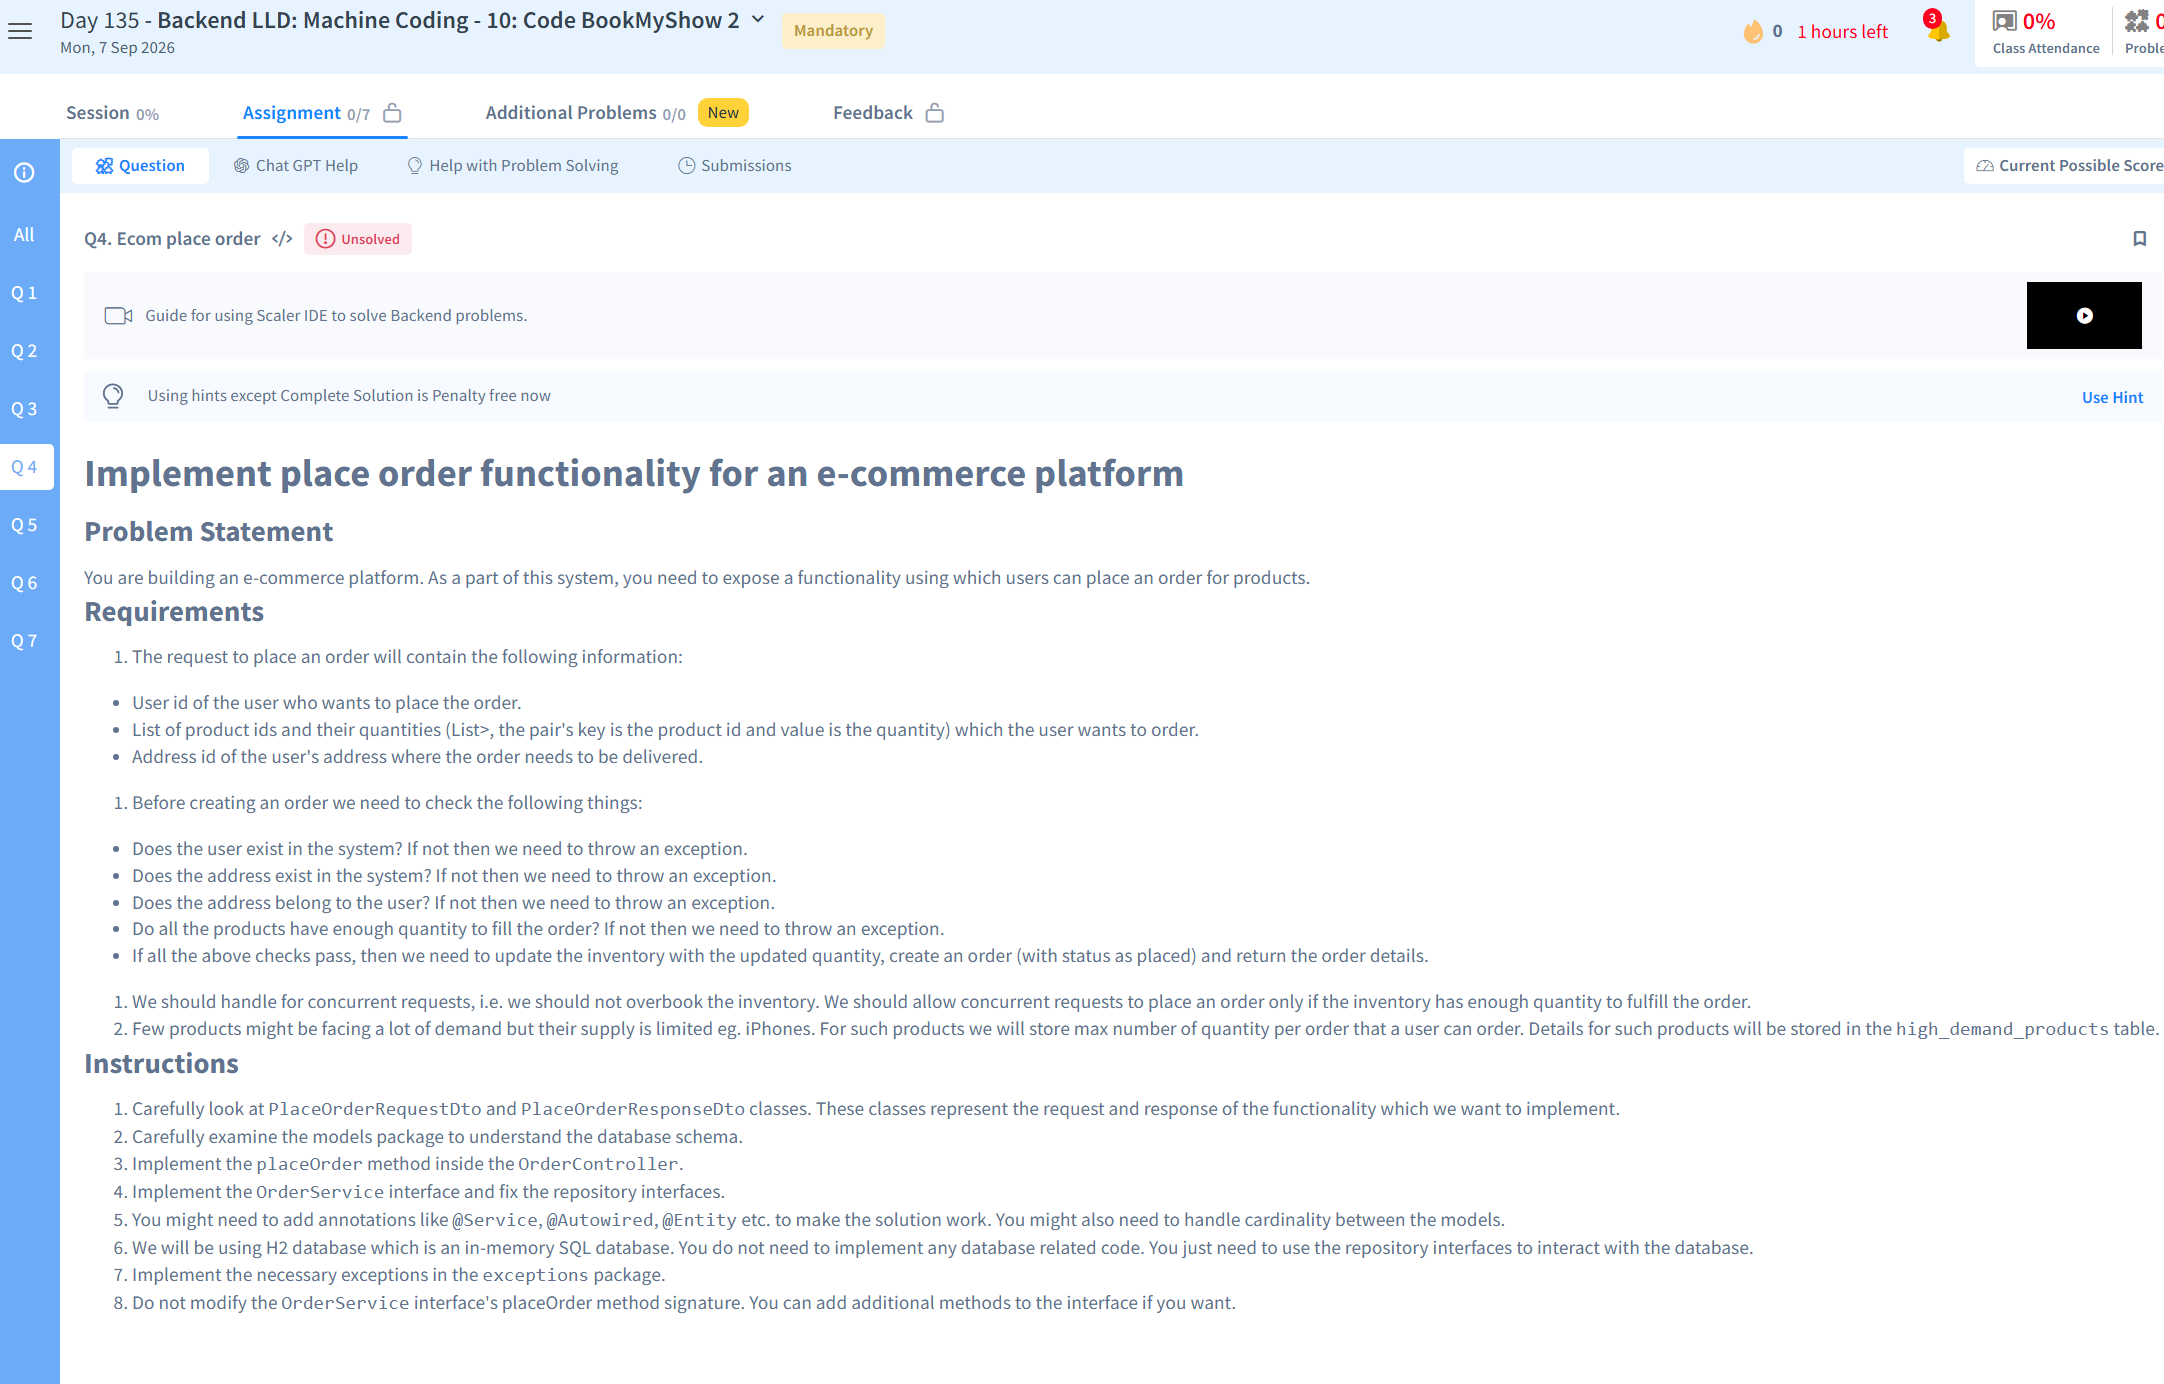 Day 135 - Backend LLD: Machine Coding - 10: Code BookMyShow 2
Mandatory
Mon, 7 Sep 2026
0
1 hours left
3
0%
Class Attendance
Session 0%
Assignment 0/7
Additional Problems 0/0
New
Feedback
Question
Chat GPT Help
Help with Problem Solving
Submissions
Current Possible Score
All
Q 1
Q 2
Q 3
Q 4
Q 5
Q 6
Q 7
Q4. Ecom place order </>
Unsolved
Guide for using Scaler IDE to solve Backend problems.
Using hints except Complete Solution is Penalty free now
Use Hint
Implement place order functionality for an e-commerce platform
Problem Statement
You are building an e-commerce platform. As a part of this system, you need to expose a functionality using which users can place an order for products.
Requirements
1. The request to place an order will contain the following information:
• User id of the user who wants to place the order.
• List of product ids and their quantities (List>, the pair's key is the product id and value is the quantity) which the user wants to order.
• Address id of the user's address where the order needs to be delivered.
1. Before creating an order we need to check the following things:
• Does the user exist in the system? If not then we need to throw an exception.
• Does the address exist in the system? If not then we need to throw an exception.
• Does the address belong to the user? If not then we need to throw an exception.
• Do all the products have enough quantity to fill the order? If not then we need to throw an exception.
• If all the above checks pass, then we need to update the inventory with the updated quantity, create an order (with status as placed) and return the order details.
1. We should handle for concurrent requests, i.e. we should not overbook the inventory. We should allow concurrent requests to place an order only if the inventory has enough quantity to fulfill the order.
2. Few products might be facing a lot of demand but their supply is limited eg. iPhones. For such products we will store max number of quantity per order that a user can order. Details for such products will be stored in the high_demand_products table.
Instructions
1. Carefully look at PlaceOrderRequestDto and PlaceOrderResponseDto classes. These classes represent the request and response of the functionality which we want to implement.
2. Carefully examine the models package to understand the database schema.
3. Implement the placeOrder method inside the OrderController.
4. Implement the OrderService interface and fix the repository interfaces.
5. You might need to add annotations like @Service, @Autowired, @Entity etc. to make the solution work. You might also need to handle cardinality between the models.
6. We will be using H2 database which is an in-memory SQL database. You do not need to implement any database related code. You just need to use the repository interfaces to interact with the database.
7. Implement the necessary exceptions in the exceptions package.
8. Do not modify the OrderService interface's placeOrder method signature. You can add additional methods to the interface if you want.